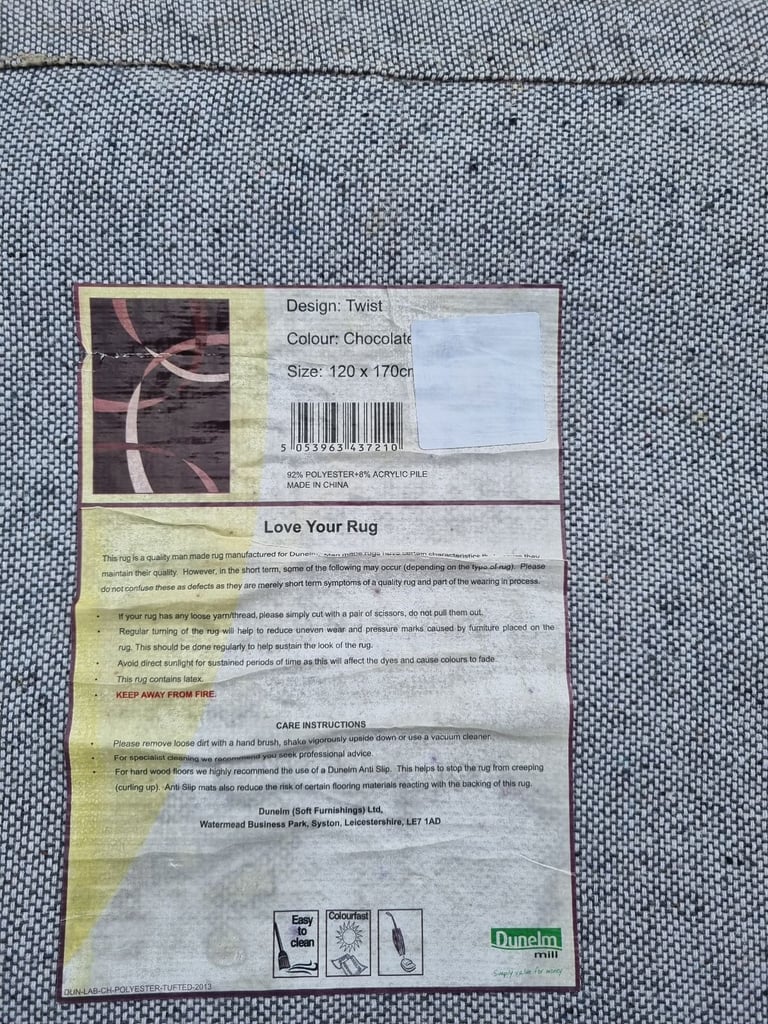 Design: Twist
Colour: Chocolate
Size: 120 x 170c
5 053963 437210
92% POLYESTER+8% ACRYLIC PILE
MADE IN CHINA
Love Your Rug
This rug is a quality man made rug manufactured for Dunelm. Man made rugs have certain characteristics they
maintain their quality. However, in the short term, some of the following may occur (depending on the type of rug). Please
do not confuse these as defects as they are merely short term symptoms of a quality rug and part of the wearing in process.
• If your rug has any loose yarn/thread, please simply cut with a pair of scissors, do not pull them out.
• Regular turning of the rug will help to reduce uneven wear and pressure marks caused by furniture placed on the
rug. This should be done regularly to help sustain the look of the rug.
• Avoid direct sunlight for sustained periods of time as this will affect the dyes and cause colours to fade.
• This rug contains latex.
• KEEP AWAY FROM FIRE.
CARE INSTRUCTIONS
• Please remove loose dirt with a hand brush, shake vigorously upside down or use a vacuum cleaner.
• For specialist cleaning we recommend you seek professional advice.
• For hard wood floors we highly recommend the use of a Dunelm Anti Slip. This helps to stop the rug from creeping
(curling up). Anti Slip mats also reduce the risk of certain flooring materials reacting with the backing of this rug.
Dunelm (Soft Furnishings) Ltd,
Watermead Business Park, Syston, Leicestershire, LE7 1AD
Easy
to
clean
Colourfast
Dunelm
mill
Simply value for money
DUN-LAB-CH-POLYESTER-TUFTED-2013